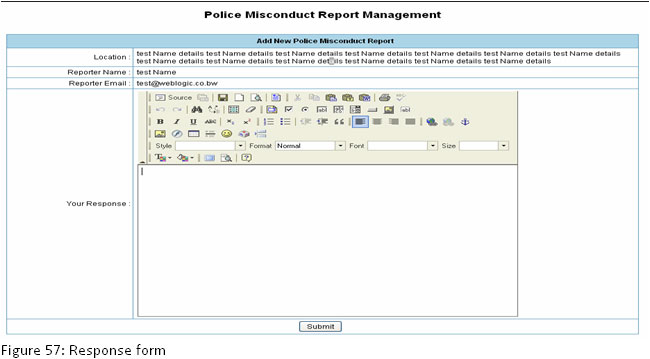 Police Misconduct Report Management
Add New Police Misconduct Report
Location :
test Name details test Name details test Name details test Name details test Name details test Name details test Name details
test Name details test Name details test Name details test Name details test Name details test Name details
Reporter Name :
test Name
Reporter Email :
test@weblogic.co.bw
Source
B I U ABC X₂ X²
Style Format Normal Font Size
Your Response :
Submit
Figure 57: Response form